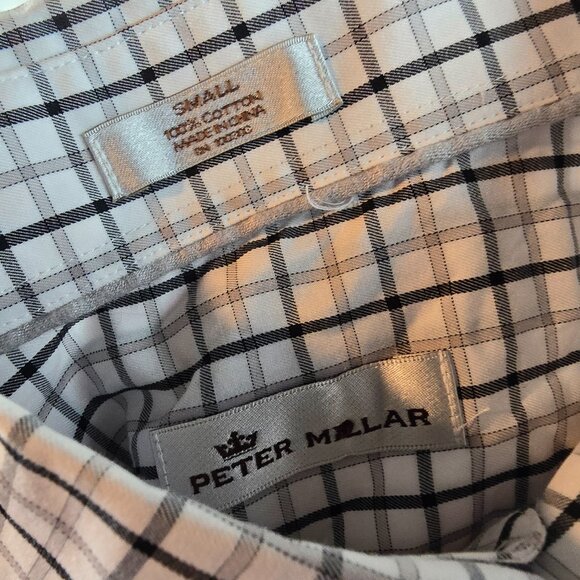 SMALL
100% COTTON
MADE IN CHINA
PETER MILLAR